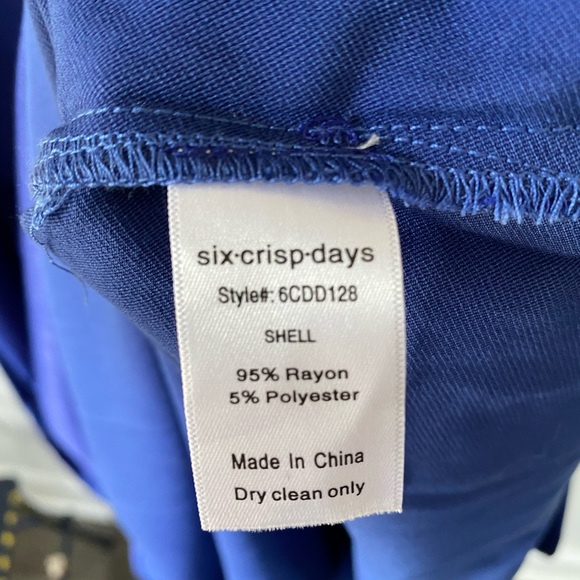 six·crisp·days
Style#: 6CDD128
SHELL
95% Rayon
5% Polyester
Made In China
Dry clean only